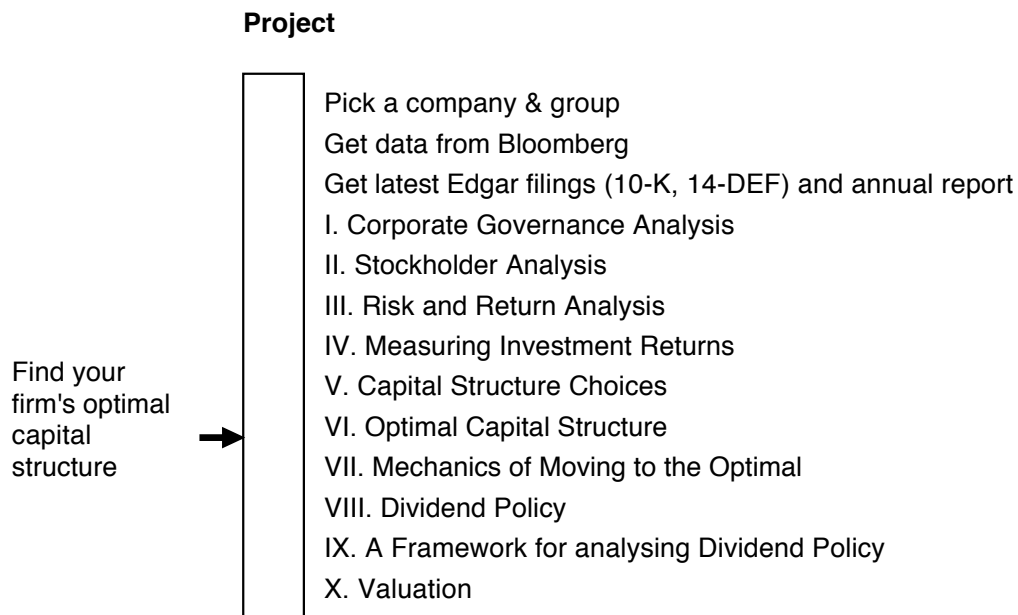 Project
Pick a company & group
Get data from Bloomberg
Get latest Edgar filings (10-K, 14-DEF) and annual report
I. Corporate Governance Analysis
II. Stockholder Analysis
III. Risk and Return Analysis
IV. Measuring Investment Returns
V. Capital Structure Choices
VI. Optimal Capital Structure
VII. Mechanics of Moving to the Optimal
VIII. Dividend Policy
IX. A Framework for analysing Dividend Policy
X. Valuation
Find your
firm's optimal
capital
structure